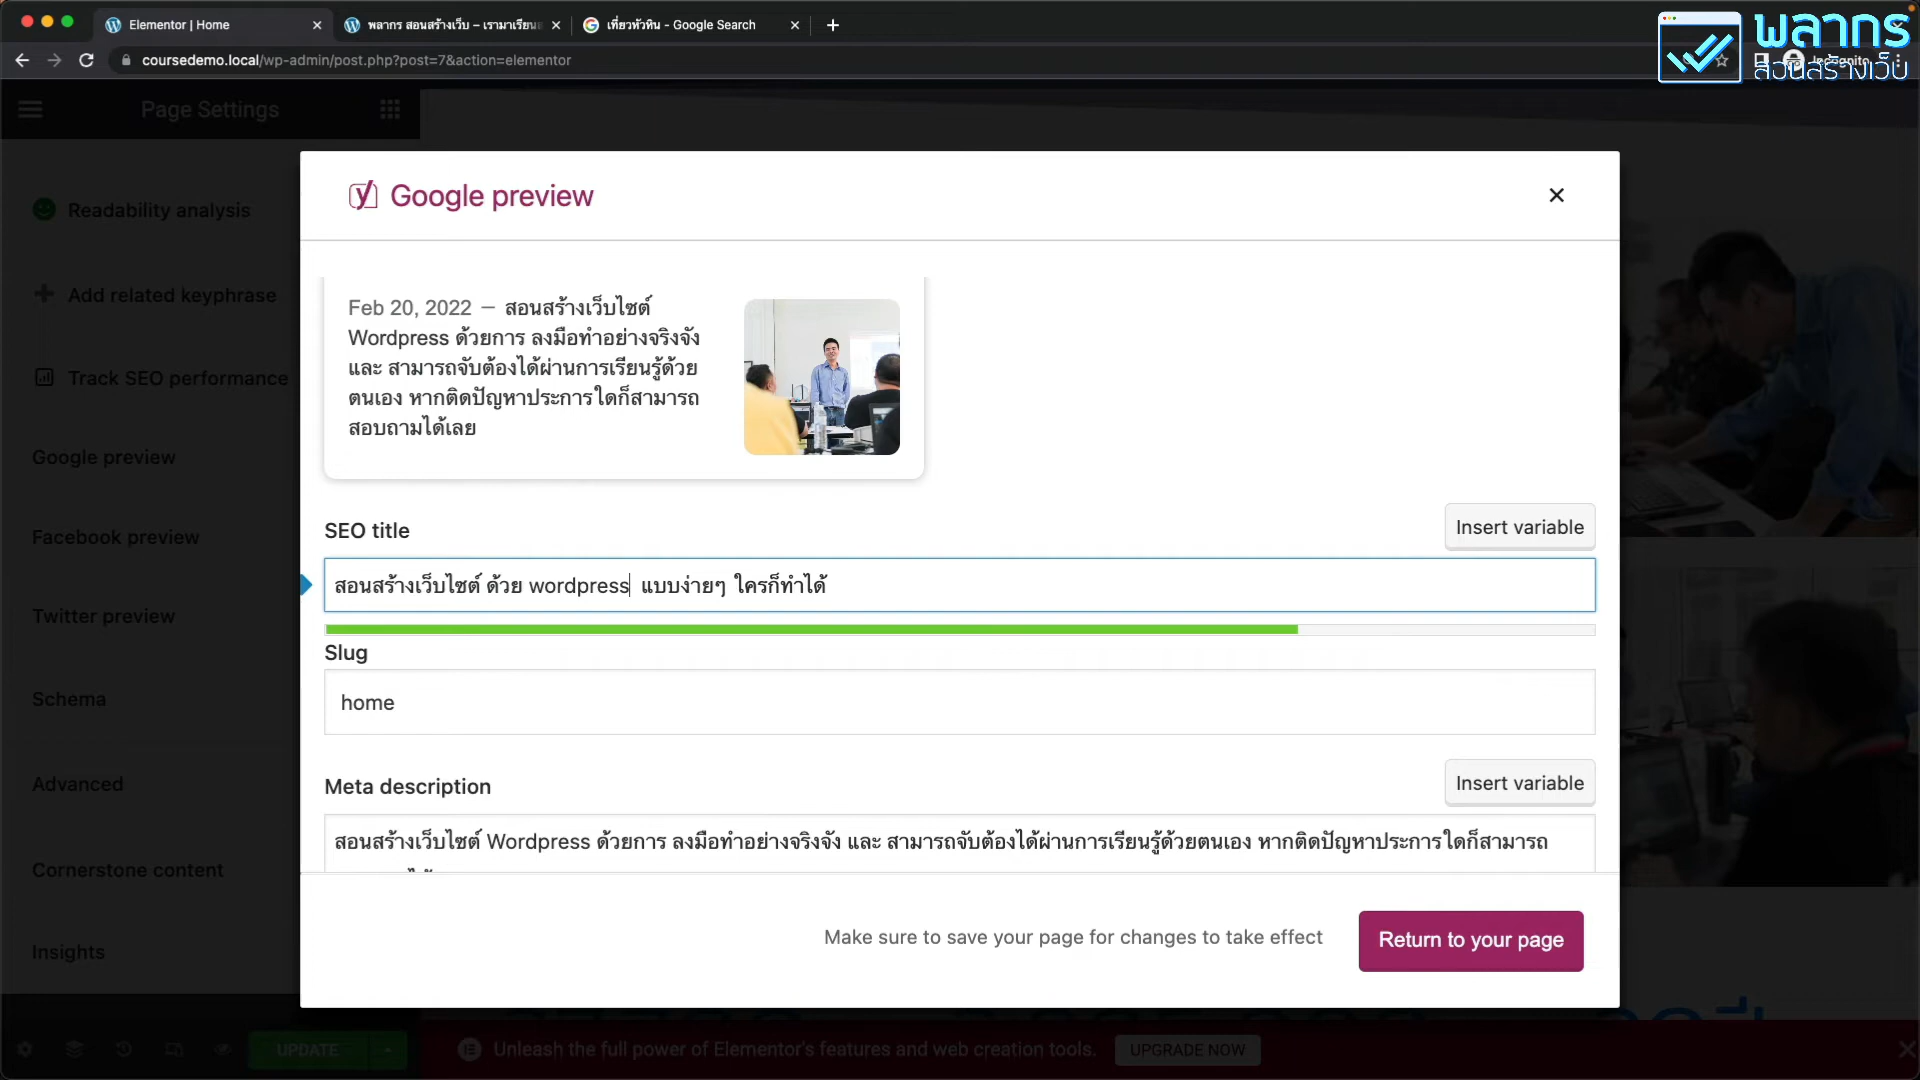 Elementor | Home
พลากร สอนสร้างเว็บ – เรามาเรียน
เที่ยวหัวหิน - Google Search
coursedemo.local/wp-admin/post.php?post=7&action=elementor
พลากร
สอนสร้างเว็บ
Page Settings
Google preview
Readability analysis
Add related keyphrase
Track SEO performance
Google preview
Facebook preview
Twitter preview
Schema
Advanced
Cornerstone content
Insights
Feb 20, 2022 — สอนสร้างเว็บไซต์
Wordpress ด้วยการ ลงมือทำอย่างจริงจัง
และ สามารถจับต้องได้ผ่านการเรียนรู้ด้วย
ตนเอง หากติดปัญหาประการใดก็สามารถ
สอบถามได้เลย
SEO title
Insert variable
สอนสร้างเว็บไซต์ ด้วย wordpress แบบง่ายๆ ใครก็ทำได้
Slug
home
Meta description
Insert variable
สอนสร้างเว็บไซต์ Wordpress ด้วยการ ลงมือทำอย่างจริงจัง และ สามารถจับต้องได้ผ่านการเรียนรู้ด้วยตนเอง หากติดปัญหาประการใดก็สามารถ
Make sure to save your page for changes to take effect
Return to your page
UPDATE
Unleash the full power of Elementor's features and web creation tools.
UPGRADE NOW